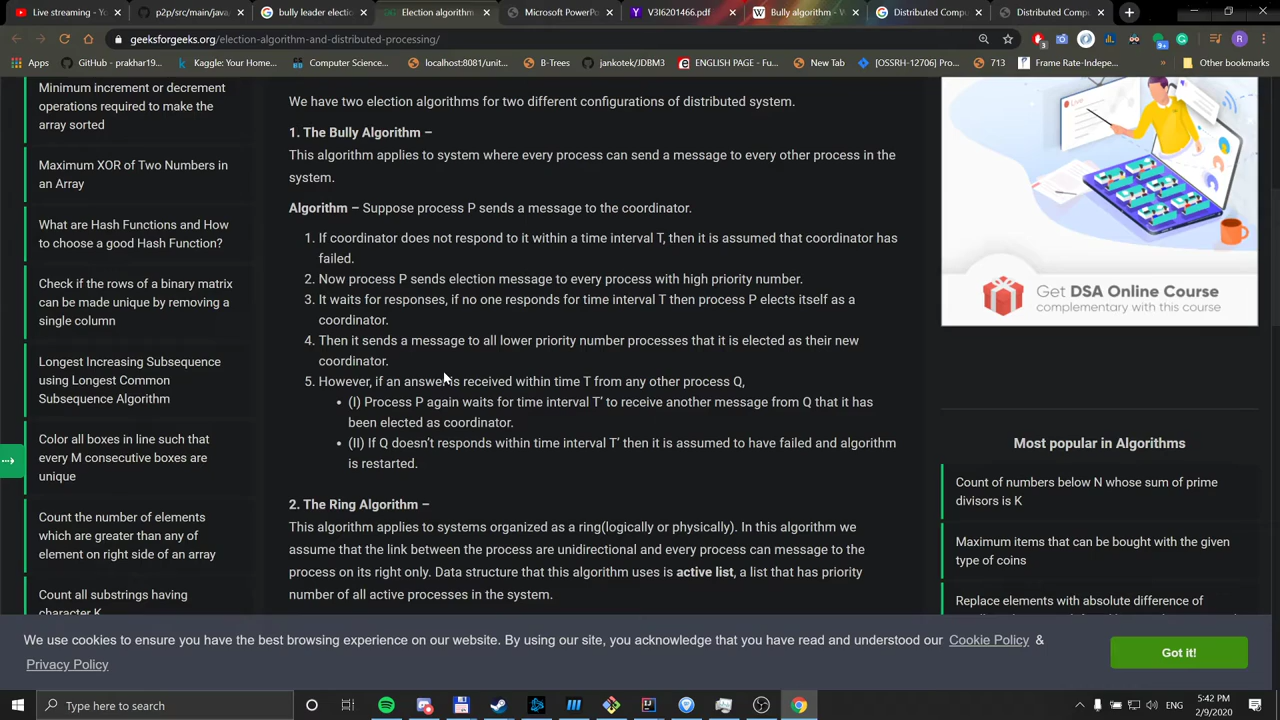 Live streaming - Yo
p2p/src/main/java/
bully leader electio
Election algorithm
Microsoft PowerPo
V3I6201466.pdf
Bully algorithm - W
Distributed Compu
Distributed Compu
geeksforgeeks.org/election-algorithm-and-distributed-processing/
Apps
GitHub - prakhar19...
Kaggle: Your Home...
Computer Science...
localhost:8081/unit...
B-Trees
jankotek/JDBM3
ENGLISH PAGE - Fu...
New Tab
[OSSRH-12706] Pro...
713
Frame Rate-Indepe...
Other bookmarks
Minimum increment or decrement
operations required to make the
array sorted
Maximum XOR of Two Numbers in
an Array
What are Hash Functions and How
to choose a good Hash Function?
Check if the rows of a binary matrix
can be made unique by removing a
single column
Longest Increasing Subsequence
using Longest Common
Subsequence Algorithm
Color all boxes in line such that
every M consecutive boxes are
unique
Count the number of elements
which are greater than any of
element on right side of an array
Count all substrings having
character K
We have two election algorithms for two different configurations of distributed system.
1. The Bully Algorithm –
This algorithm applies to system where every process can send a message to every other process in the
system.
Algorithm – Suppose process P sends a message to the coordinator.
1. If coordinator does not respond to it within a time interval T, then it is assumed that coordinator has
failed.
2. Now process P sends election message to every process with high priority number.
3. It waits for responses, if no one responds for time interval T then process P elects itself as a
coordinator.
4. Then it sends a message to all lower priority number processes that it is elected as their new
coordinator.
5. However, if an answer is received within time T from any other process Q,
• (I) Process P again waits for time interval T’ to receive another message from Q that it has
been elected as coordinator.
• (II) If Q doesn’t responds within time interval T’ then it is assumed to have failed and algorithm
is restarted.
2. The Ring Algorithm –
This algorithm applies to systems organized as a ring(logically or physically). In this algorithm we
assume that the link between the process are unidirectional and every process can message to the
process on its right only. Data structure that this algorithm uses is active list, a list that has priority
number of all active processes in the system.
Get DSA Online Course
complementary with this course
Most popular in Algorithms
Count of numbers below N whose sum of prime
divisors is K
Maximum items that can be bought with the given
type of coins
Replace elements with absolute difference of
We use cookies to ensure you have the best browsing experience on our website. By using our site, you acknowledge that you have read and understood our Cookie Policy &
Privacy Policy
Got it!
Type here to search
ENG
5:42 PM
2/9/2020